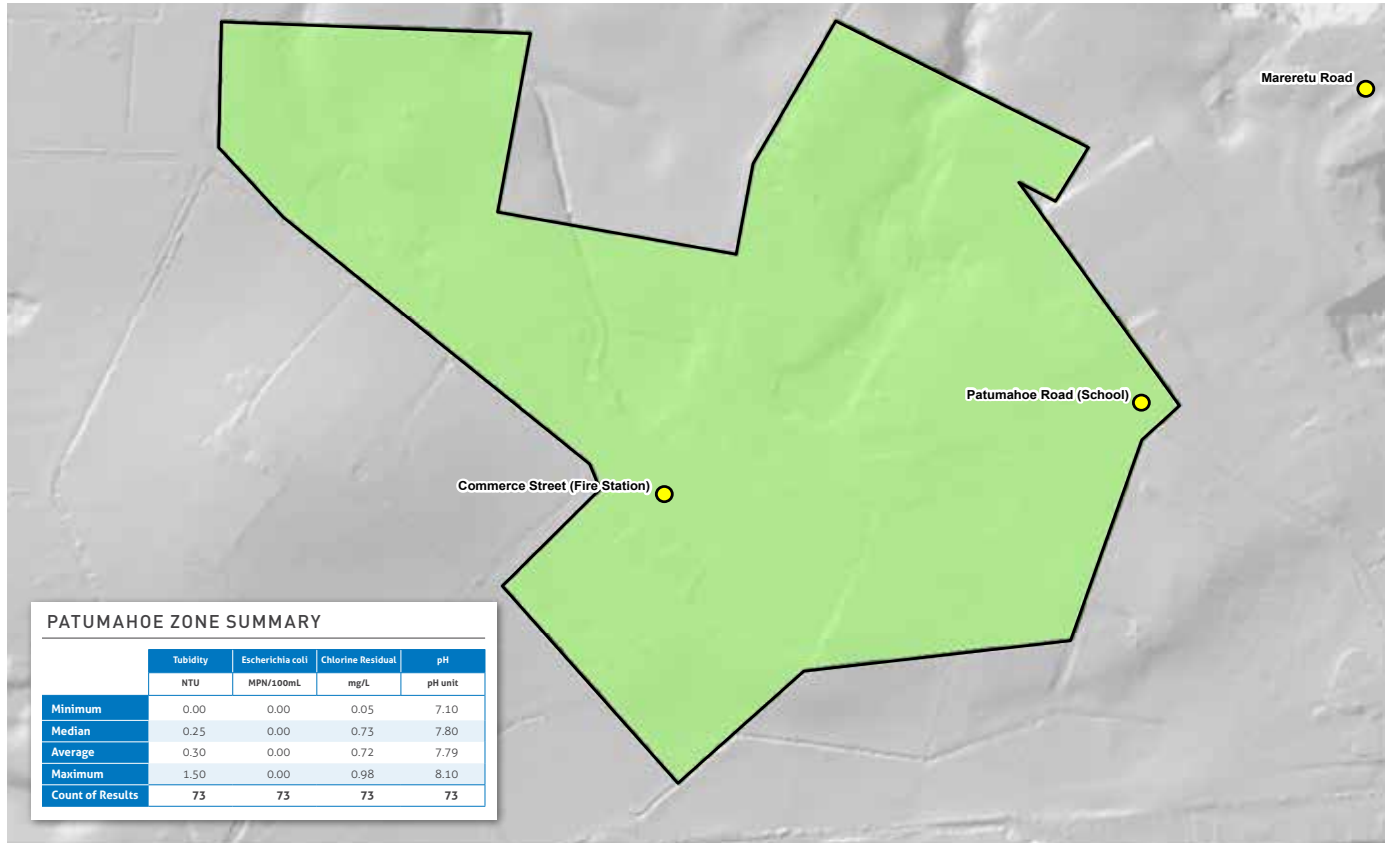 Mareretu Road
Patumahoe Road (School)
Commerce Street (Fire Station)
PATUMAHOE ZONE SUMMARY
Tubidity Escherichia coli Chlorine Residual pH
NTU MPN/100mL mg/L pH unit
Minimum 0.00 0.00 0.05 7.10
Median 0.25 0.00 0.73 7.80
Average 0.30 0.00 0.72 7.79
Maximum 1.50 0.00 0.98 8.10
Count of Results 73 73 73 73